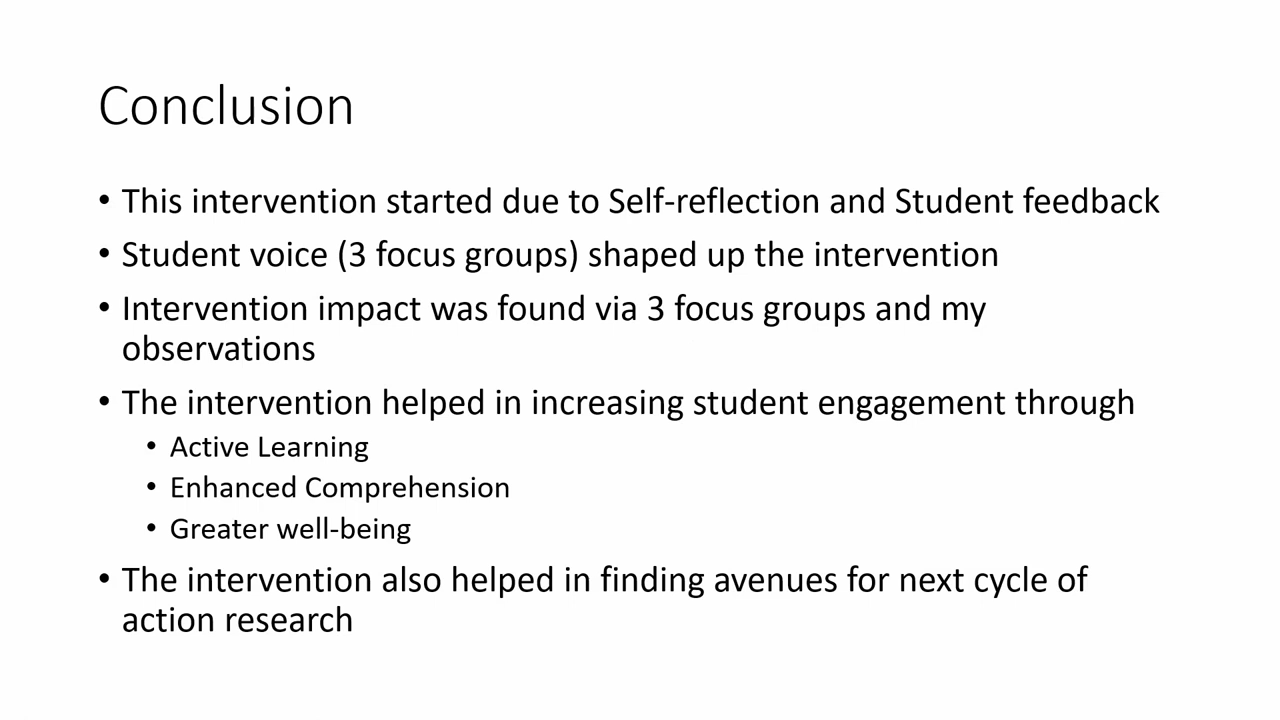 Conclusion
• This intervention started due to Self-reflection and Student feedback
• Student voice (3 focus groups) shaped up the intervention
• Intervention impact was found via 3 focus groups and my
observations
• The intervention helped in increasing student engagement through
• Active Learning
• Enhanced Comprehension
• Greater well-being
• The intervention also helped in finding avenues for next cycle of
action research